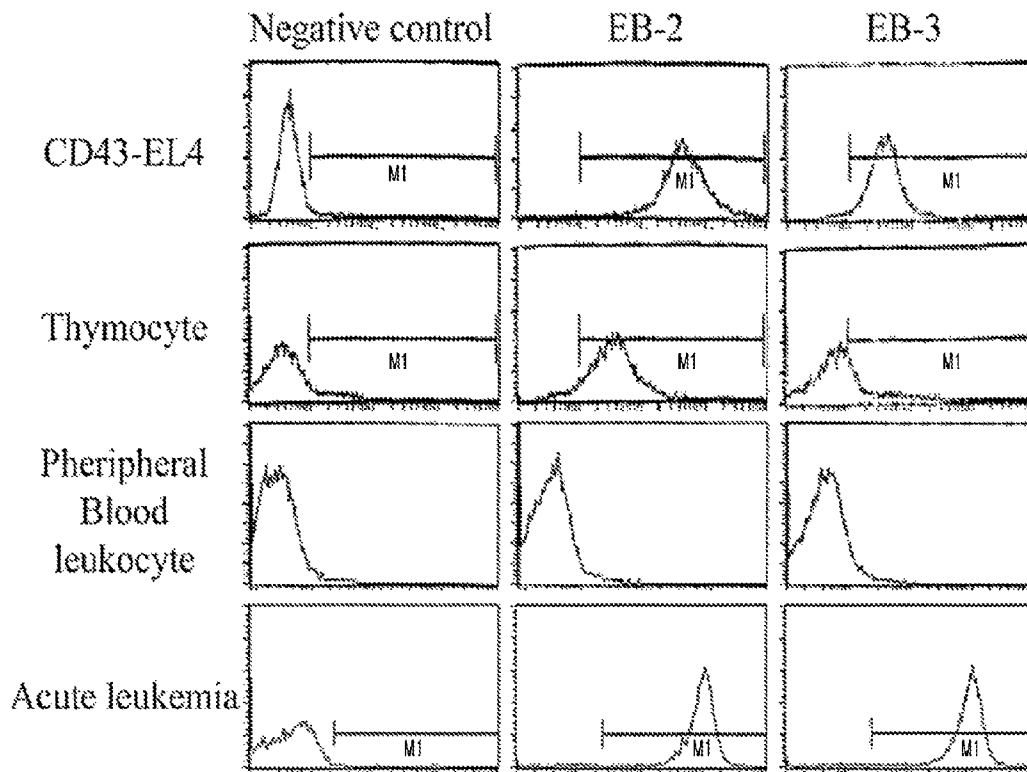 Negative control EB-2 EB-3
CD43-EL4
M1 M1 M1
Thymocyte
M1 M1 M1
Pheripheral
Blood
leukocyte
Acute leukemia
M1 M1 M1